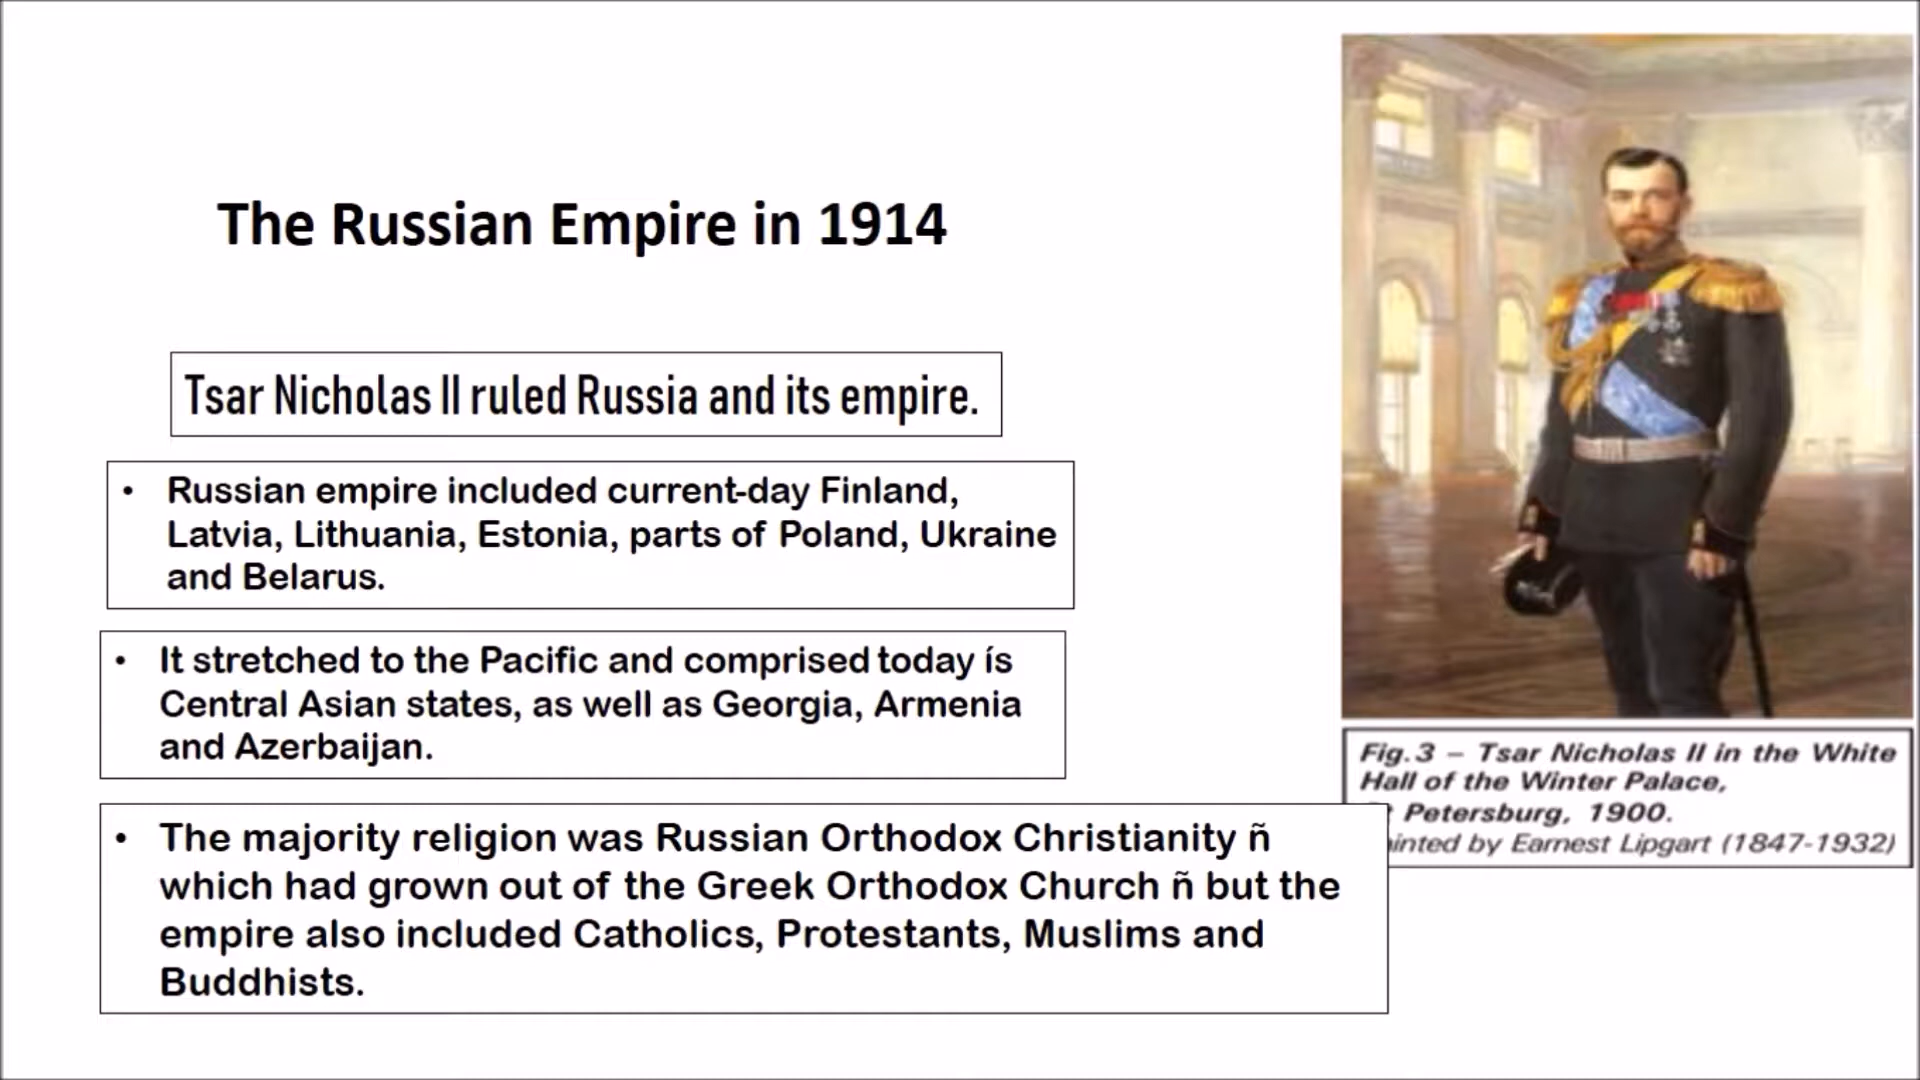 The Russian Empire in 1914
Tsar Nicholas II ruled Russia and its empire.
• Russian empire included current-day Finland,
Latvia, Lithuania, Estonia, parts of Poland, Ukraine
and Belarus.
• It stretched to the Pacific and comprised today ís
Central Asian states, as well as Georgia, Armenia
and Azerbaijan.
• The majority religion was Russian Orthodox Christianity ñ
which had grown out of the Greek Orthodox Church ñ but the
empire also included Catholics, Protestants, Muslims and
Buddhists.
Fig.3 – Tsar Nicholas II in the White
Hall of the Winter Palace,
Petersburg, 1900.
by Earnest Lipgart (1847-1932)